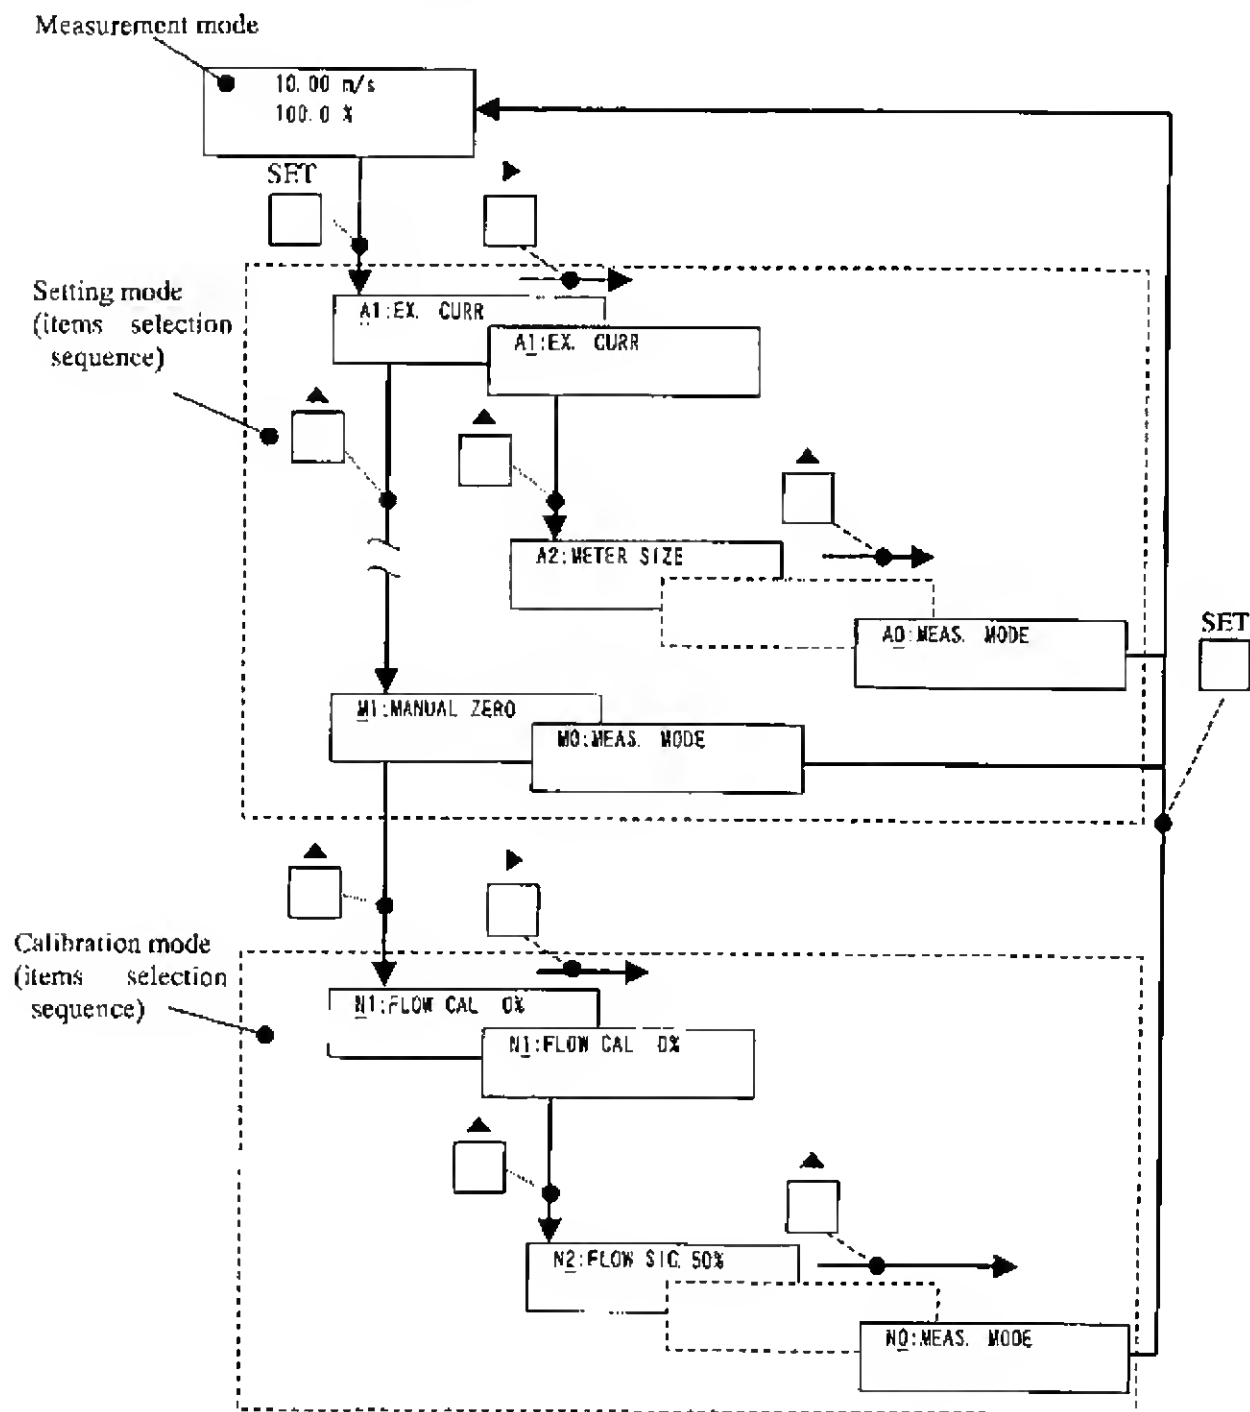 Measurement mode
10.00 m/s
100.0 %
SET
Setting mode
(items selection
sequence)
A1:EX. CURR
A1:EX. CURR
A2:METER SIZE
A0:MEAS. MODE
SET
M1:MANUAL ZERO
M0:MEAS. MODE
Calibration mode
(items selection
sequence)
N1:FLOW CAL 0%
N1:FLOW CAL 0%
N2:FLOW SIG. 50%
N0:MEAS. MODE